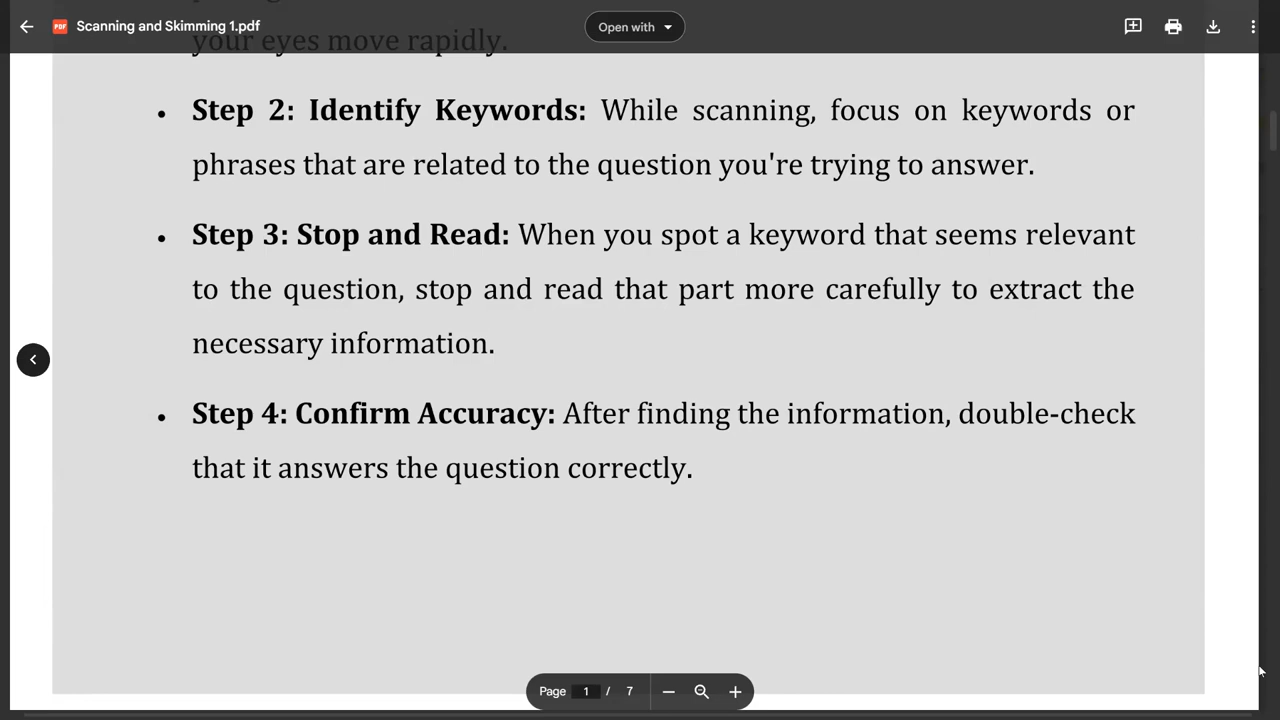 Scanning and Skimming 1.pdf
Open with
your eyes move rapidly.
• Step 2: Identify Keywords: While scanning, focus on keywords or
phrases that are related to the question you're trying to answer.
• Step 3: Stop and Read: When you spot a keyword that seems relevant
to the question, stop and read that part more carefully to extract the
necessary information.
• Step 4: Confirm Accuracy: After finding the information, double-check
that it answers the question correctly.
Page 1 / 7